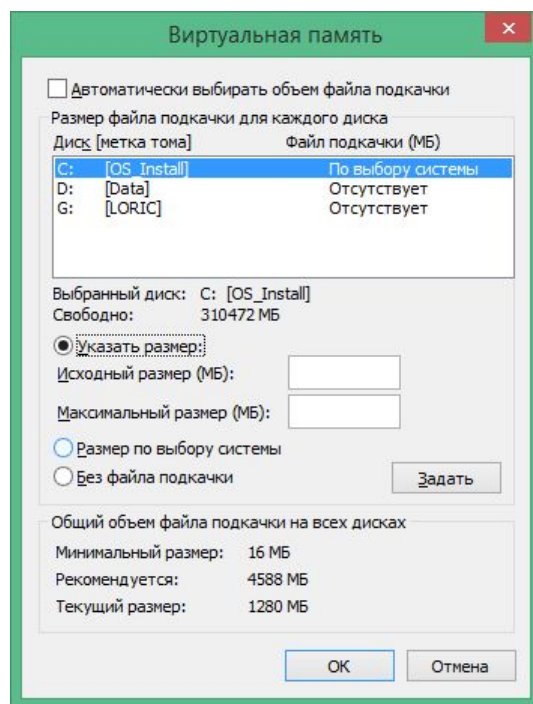 Виртуальная память
Автоматически выбирать объем файла подкачки
Размер файла подкачки для каждого диска
Диск [метка тома] Файл подкачки (МБ)
C: [OS_Install] По выбору системы
D: [Data] Отсутствует
G: [LORIC] Отсутствует
Выбранный диск: C: [OS_Install]
Свободно: 310472 МБ
Указать размер:
Исходный размер (МБ):
Максимальный размер (МБ):
Размер по выбору системы
Без файла подкачки
Задать
Общий объем файла подкачки на всех дисках
Минимальный размер: 16 МБ
Рекомендуется: 4588 МБ
Текущий размер: 1280 МБ
ОК Отмена